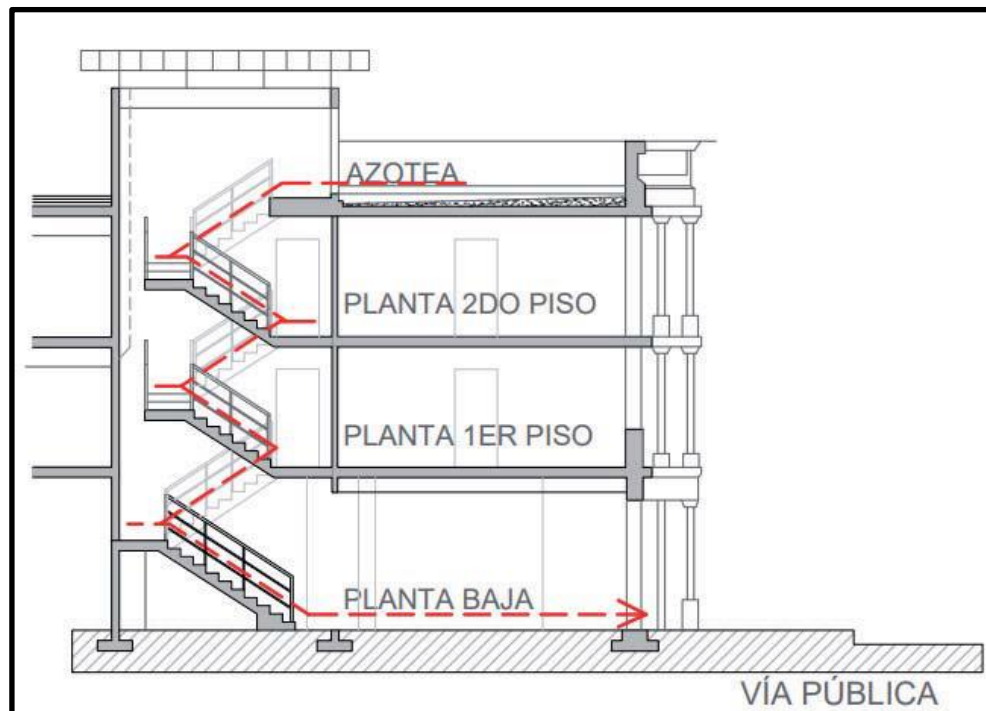 AZOTEA
PLANTA 2DO PISO
PLANTA 1ER PISO
PLANTA BAJA
VÍA PÚBLICA